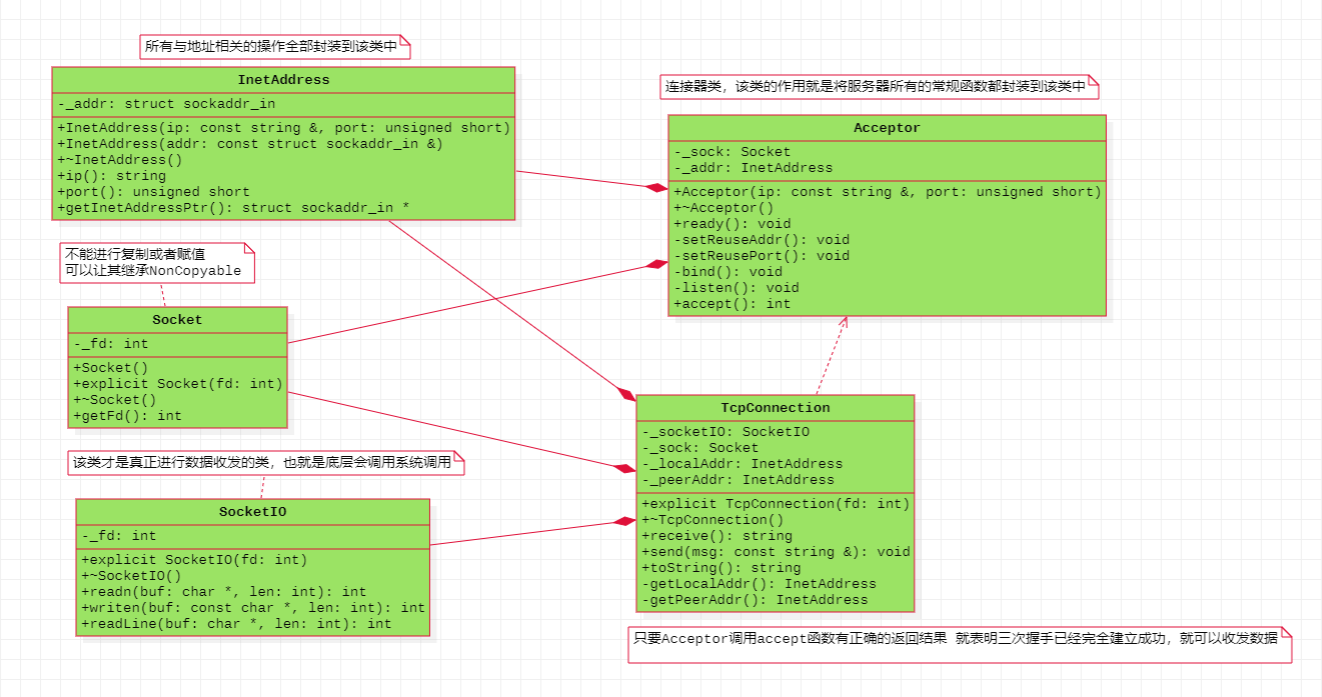 所有与地址相关的操作全部封装到该类中
InetAddress
-_addr: struct sockaddr_in
+InetAddress(ip: const string &, port: unsigned short)
+InetAddress(addr: const struct sockaddr_in &)
+~InetAddress()
+ip(): string
+port(): unsigned short
+getInetAddressPtr(): struct sockaddr_in *
连接器类，该类的作用就是将服务器所有的常规函数都封装到该类中
Acceptor
-_sock: Socket
-_addr: InetAddress
+Acceptor(ip: const string &, port: unsigned short)
+~Acceptor()
+ready(): void
-setReuseAddr(): void
-setReusePort(): void
-bind(): void
-listen(): void
+accept(): int
不能进行复制或者赋值
可以让其继承NonCopyable
Socket
-_fd: int
+Socket()
+explicit Socket(fd: int)
+~Socket()
+getFd(): int
TcpConnection
-_socketIO: SocketIO
-_sock: Socket
-_localAddr: InetAddress
-_peerAddr: InetAddress
+explicit TcpConnection(fd: int)
+~TcpConnection()
+receive(): string
+send(msg: const string &): void
+toString(): string
-getLocalAddr(): InetAddress
-getPeerAddr(): InetAddress
该类才是真正进行数据收发的类，也就是底层会调用系统调用
SocketIO
-_fd: int
+explicit SocketIO(fd: int)
+~SocketIO()
+readn(buf: char *, len: int): int
+writen(buf: const char *, len: int): int
+readLine(buf: char *, len: int): int
只要Acceptor调用accept函数有正确的返回结果 就表明三次握手已经完全建立成功，就可以收发数据